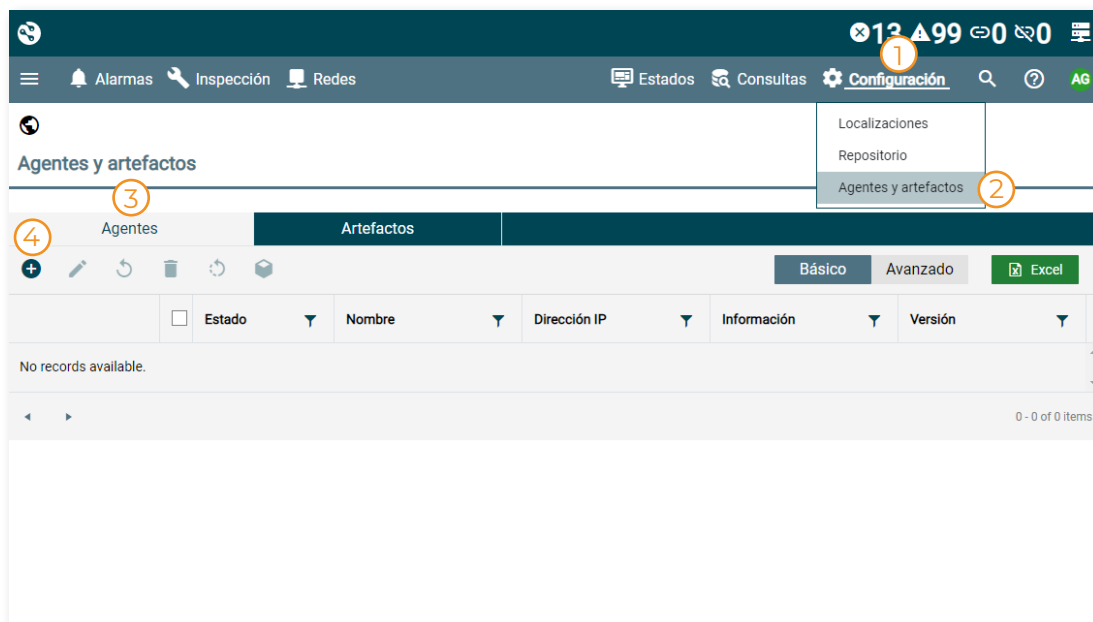 13 99 0 0
1
Alarmas Inspección Redes Estados Consultas Configuración AG
Localizaciones
Repositorio
Agentes y artefactos 2
Agentes y artefactos
3
4 Agentes Artefactos
Básico Avanzado Excel
Estado Nombre Dirección IP Información Versión
No records available.
0 - 0 of 0 items